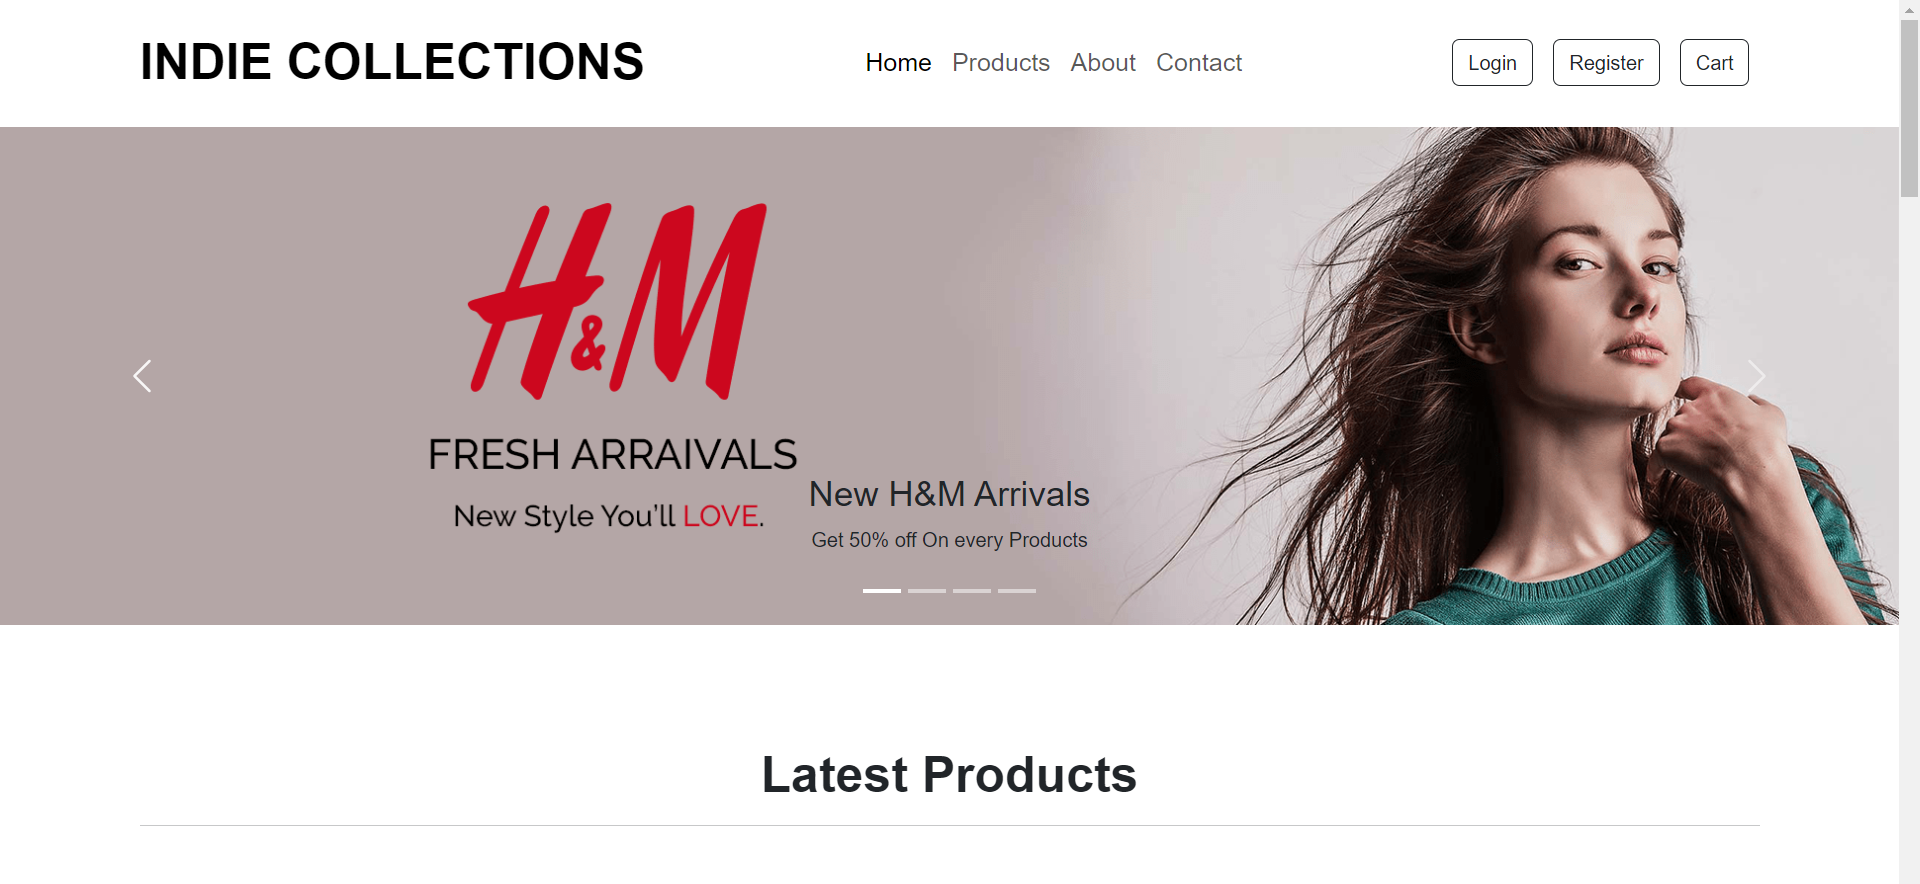 INDIE COLLECTIONS
Home Products About Contact
Login Register Cart
H&M
FRESH ARRAIVALS
New Style You'll LOVE.
New H&M Arrivals
Get 50% off On every Products
Latest Products